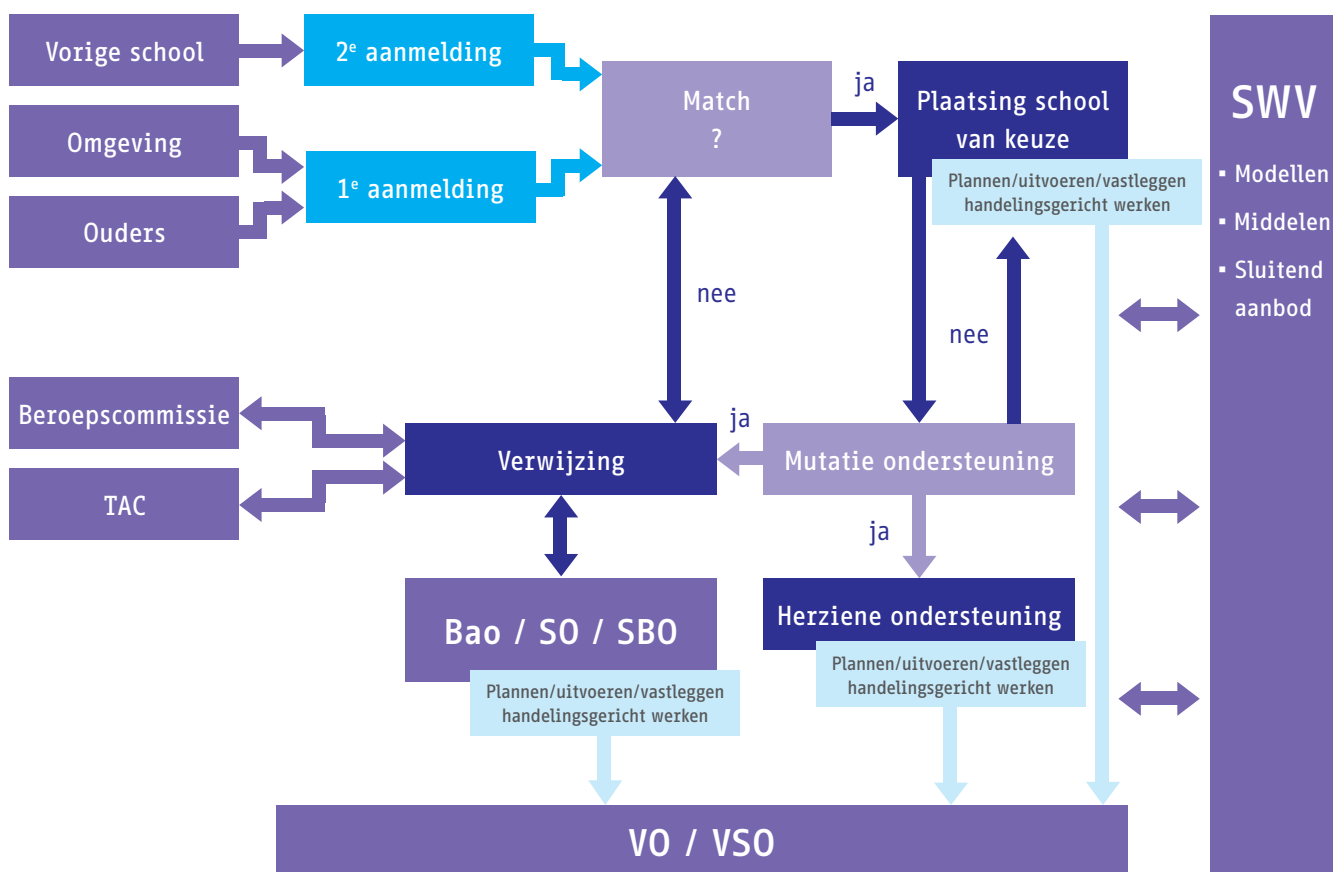 Vorige school
2e aanmelding
Omgeving
1e aanmelding
Ouders
Match
?
ja
Plaatsing school
van keuze
Plannen/uitvoeren/vastleggen
handelingsgericht werken
nee
nee
SWV
▪ Modellen
▪ Middelen
▪ Sluitend
aanbod
Beroepscommissie
TAC
Verwijzing
ja
Mutatie ondersteuning
ja
Bao / SO / SBO
Plannen/uitvoeren/vastleggen
handelingsgericht werken
Herziene ondersteuning
Plannen/uitvoeren/vastleggen
handelingsgericht werken
VO / VSO